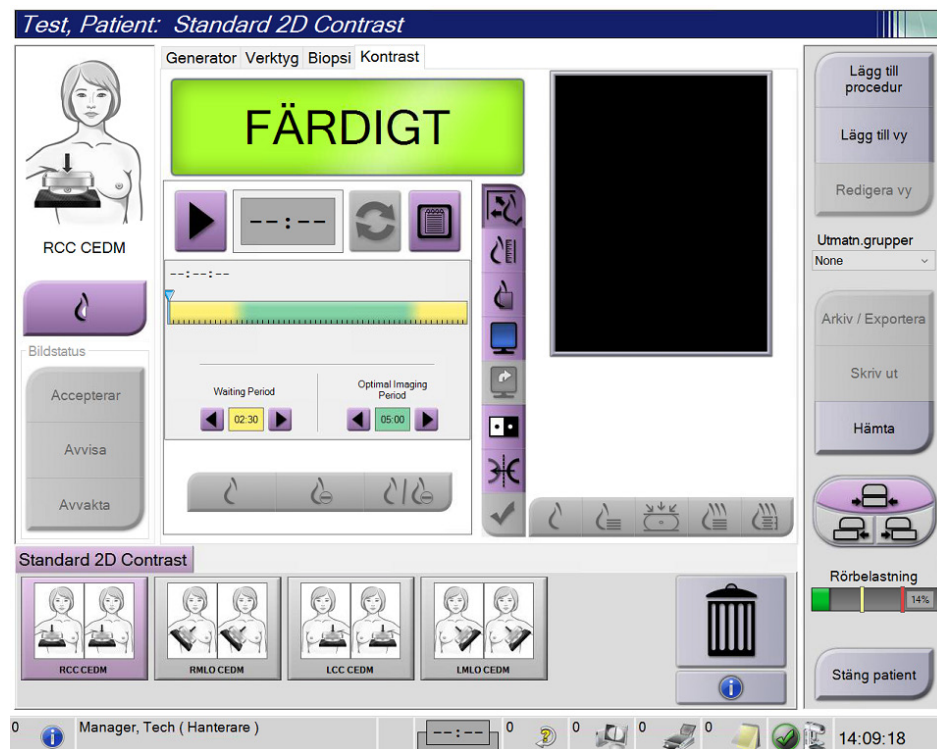 Test, Patient: Standard 2D Contrast
Generator Verktyg Biopsi Kontrast
FÄRDIGT
RCC CEDM
--:--
--:--:--
Waiting Period
Optimal Imaging
Period
02:30
05:00
Bildstatus
Accepterar
Avvisa
Avvakta
Lägg till
procedur
Lägg till vy
Redigera vy
Utmatn.grupper
None
Arkiv / Exportera
Skriv ut
Hämta
Rörbelastning
14%
Stäng patient
Standard 2D Contrast
RCC CEDM
RMLO CEDM
LCC CEDM
LMLO CEDM
0 Manager, Tech ( Hanterare ) --:-- 0 0 0 0 14:09:18